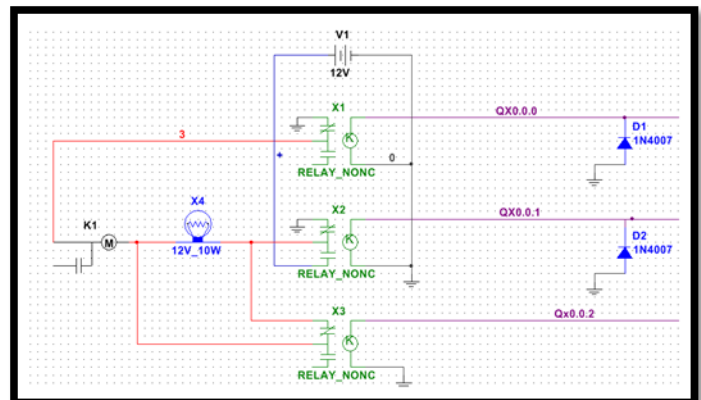 V1
12V
X1
QX0.0.0
K
D1
1N4007
3
+
0
RELAY_NONC
X4
X2
QX0.0.1
K1
M
K
D2
12V_10W
1N4007
RELAY_NONC
X3
Qx0.0.2
K
RELAY_NONC